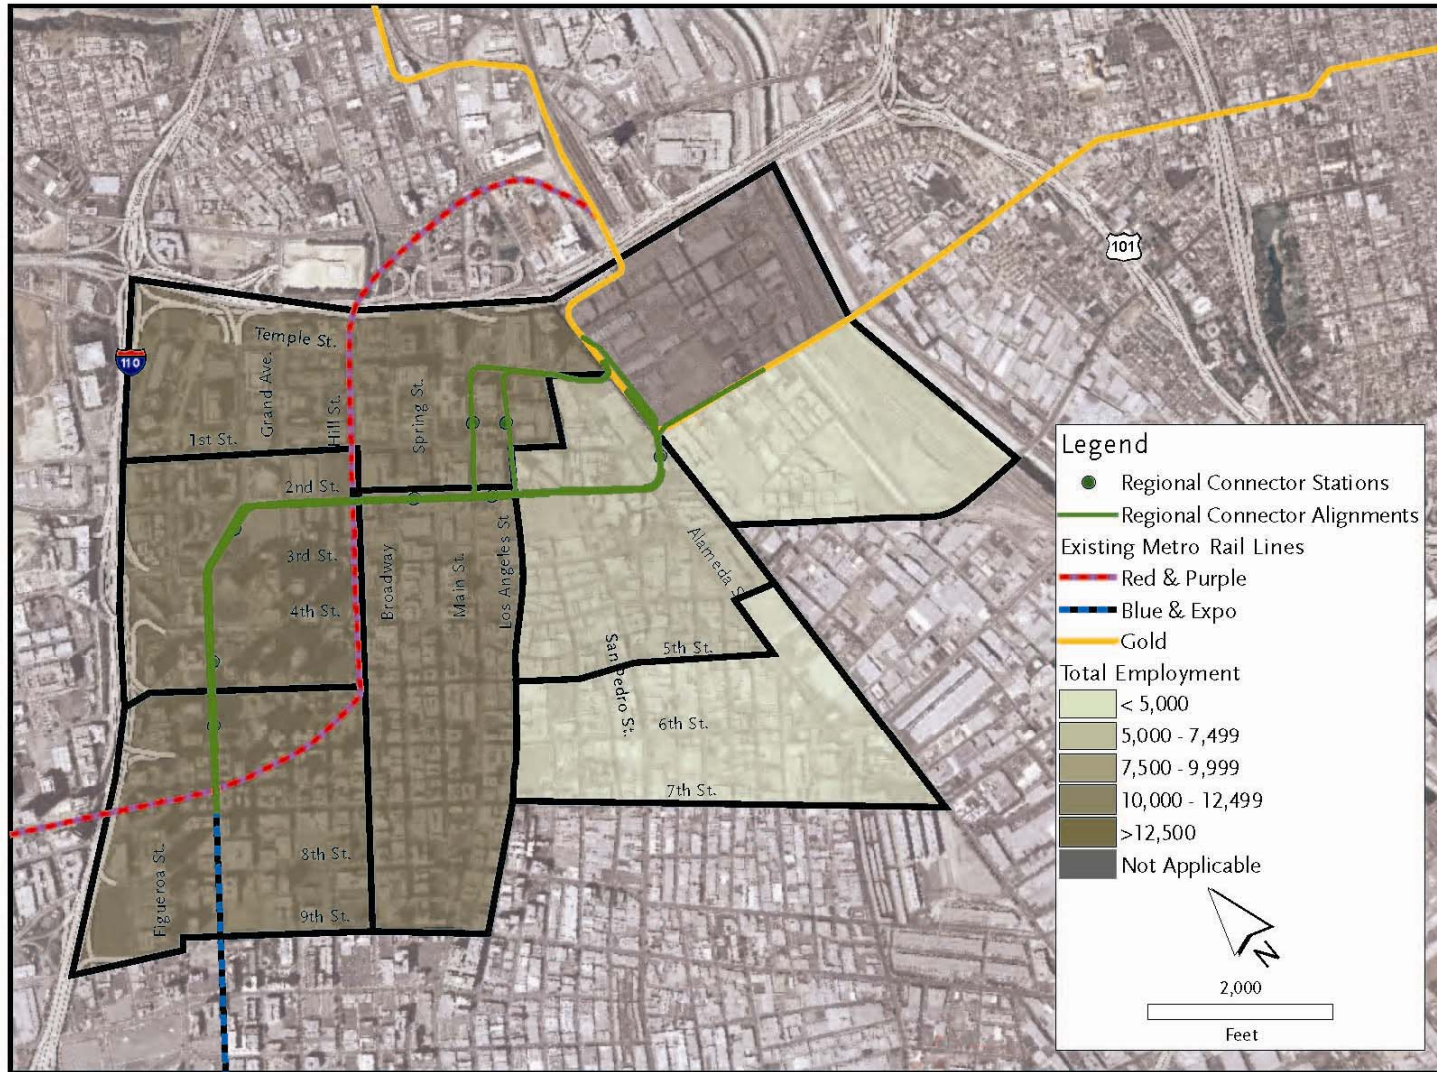 101
Temple St.
110
Grand Ave.
Hill St.
Spring St.
1st St.
2nd St.
3rd St.
4th St.
Broadway
Main St.
Los Angeles St
Alameda S
San Pedro St.
5th St.
6th St.
7th St.
8th St.
9th St.
Figueroa St.
Legend
Regional Connector Stations
Regional Connector Alignments
Existing Metro Rail Lines
Red & Purple
Blue & Expo
Gold
Total Employment
< 5,000
5,000 - 7,499
7,500 - 9,999
10,000 - 12,499
>12,500
Not Applicable
N
2,000
Feet